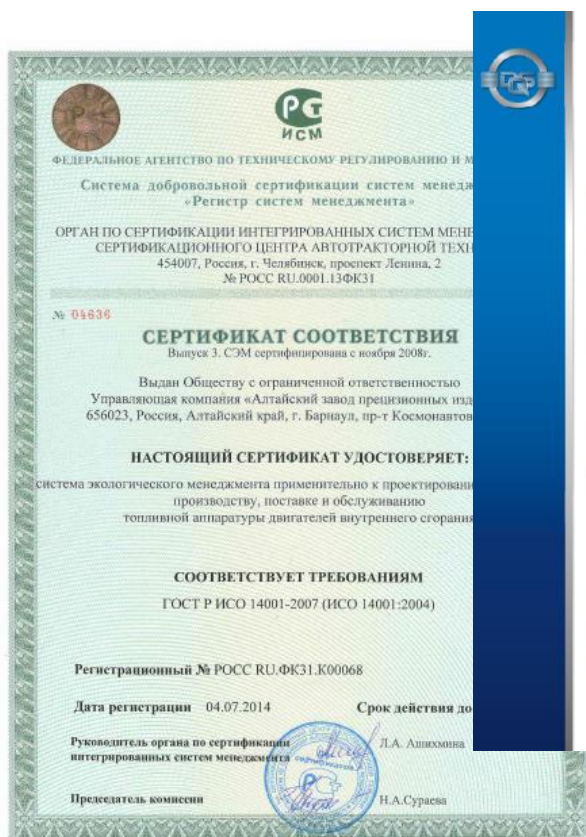 РСТ
ИСМ
ФЕДЕРАЛЬНОЕ АГЕНТСТВО ПО ТЕХНИЧЕСКОМУ РЕГУЛИРОВАНИЮ И
Система добровольной сертификации систем
«Регистр систем менеджмента»
ОРГАН ПО СЕРТИФИКАЦИИ ИНТЕГРИРОВАННЫХ СИСТЕМ
СЕРТИФИКАЦИОННОГО ЦЕНТРА АВТОТРАКТОРНОЙ
454007, Россия, г. Челябинск, проспект Ленина, 2
№ РОСС RU.0001.13ФК31
№ 04636
СЕРТИФИКАТ СООТВЕТСТВИЯ
Выпуск 3. СЭМ сертифицирована с ноября 2008г.
Выдан Обществу с ограниченной ответственностью
Управляющая компания «Алтайский завод прецизионных
656023, Россия, Алтайский край, г. Барнаул, пр-т Космонавтов
НАСТОЯЩИЙ СЕРТИФИКАТ УДОСТОВЕРЯЕТ:
система экологического менеджмента применительно к
производству, поставке и обслуживанию
топливной аппаратуры двигателей внутреннего сгорания
СООТВЕТСТВУЕТ ТРЕБОВАНИЯМ
ГОСТ Р ИСО 14001-2007 (ИСО 14001:2004)
Регистрационный № РОСС RU.ФК31.К00068
Дата регистрации 04.07.2014 Срок действия до
Руководитель органа по сертификации
интегрированных систем менеджмента Л.А. Ашихмина
Председатель комиссии Н.А.Сураева